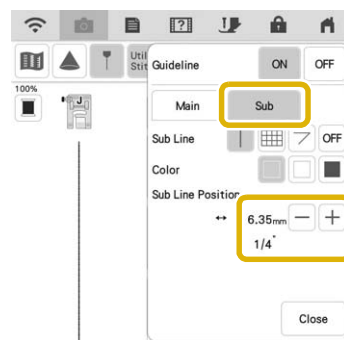 Util
Stit
Guideline ON OFF
100%
J
Main Sub
Sub Line OFF
Color
Sub Line Position
↔ 6.35mm − +
1/4"
Close